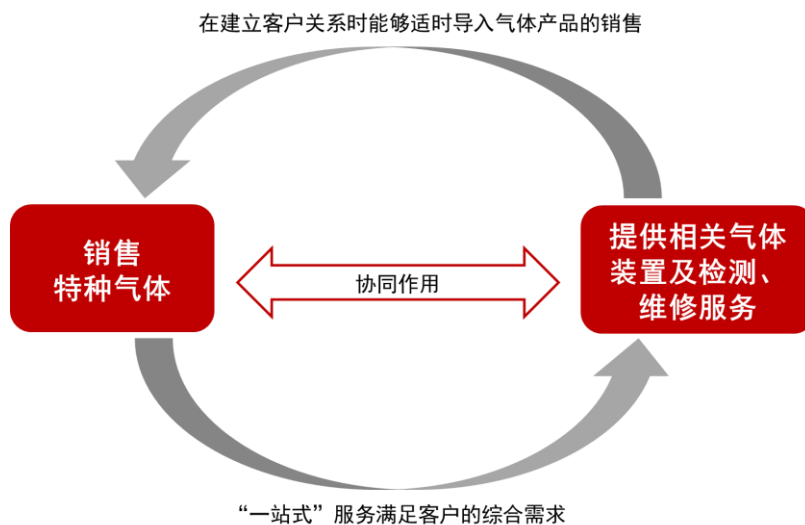 在建立客户关系时能够适时导入气体产品的销售
销售
特种气体
协同作用
提供相关气体
装置及检测、
维修服务
“一站式”服务满足客户的综合需求